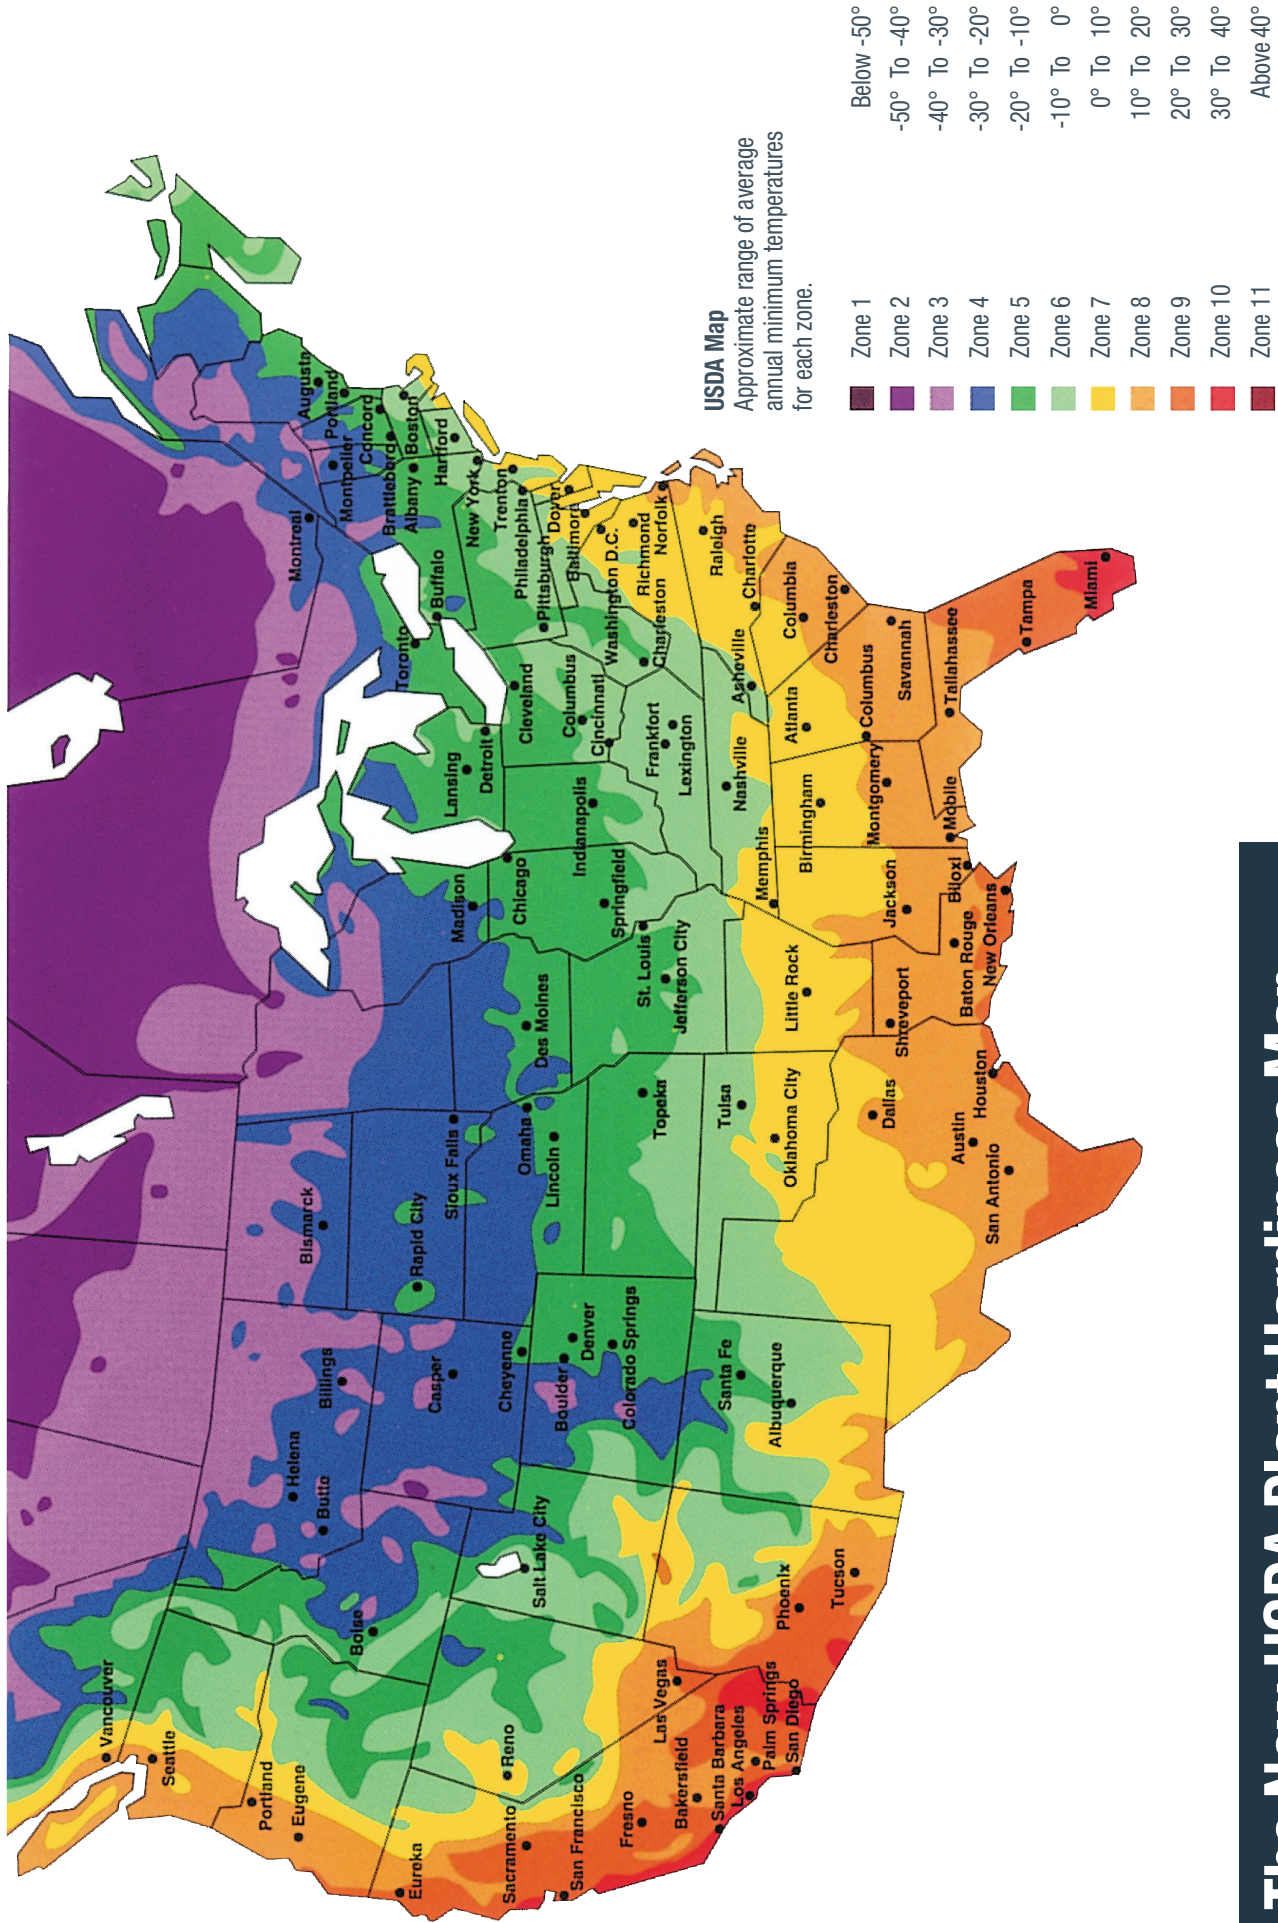 Vancouver
Seattle
Portland
Eugene
Eureka
Sacramento
San Francisco
Fresno
Bakersfield
Santa Barbara
Los Angeles
Palm Springs
San Diego
Las Vegas
Reno
Boise
Salt Lake City
Phoenix
Tucson
Helena
Butte
Billings
Casper
Cheyenne
Boulder
Denver
Colorado Springs
Santa Fe
Albuquerque
Bismarck
Rapid City
Sioux Falls
Omaha
Lincoln
Topeka
Tulsa
Oklahoma City
Dallas
Austin
San Antonio
Houston
Des Moines
St. Louis
Jefferson City
Little Rock
Shreveport
Baton Rouge
New Orleans
Madison
Chicago
Springfield
Indianapolis
Memphis
Jackson
Biloxi
Mobile
Birmingham
Montgomery
Lansing
Detroit
Cleveland
Columbus
Cincinnati
Frankfort
Lexington
Nashville
Asheville
Atlanta
Columbus
Savannah
Tallahassee
Tampa
Miami
Toronto
Buffalo
Pittsburgh
Charleston
Charlotte
Columbia
Charleston
Raleigh
Norfolk
Richmond
Washington D.C.
Baltimore
Dover
Philadelphia
Trenton
New York
Hartford
Albany
Boston
Brattleboro
Concord
Montpelier
Portland
Augusta
Montreal
USDA Map
Approximate range of average
annual minimum temperatures
for each zone.
Zone 1 Below -50°
Zone 2 -50° To -40°
Zone 3 -40° To -30°
Zone 4 -30° To -20°
Zone 5 -20° To -10°
Zone 6 -10° To 0°
Zone 7 0° To 10°
Zone 8 10° To 20°
Zone 9 20° To 30°
Zone 10 30° To 40°
Zone 11 Above 40°
The New USDA Plant Hardiness Map